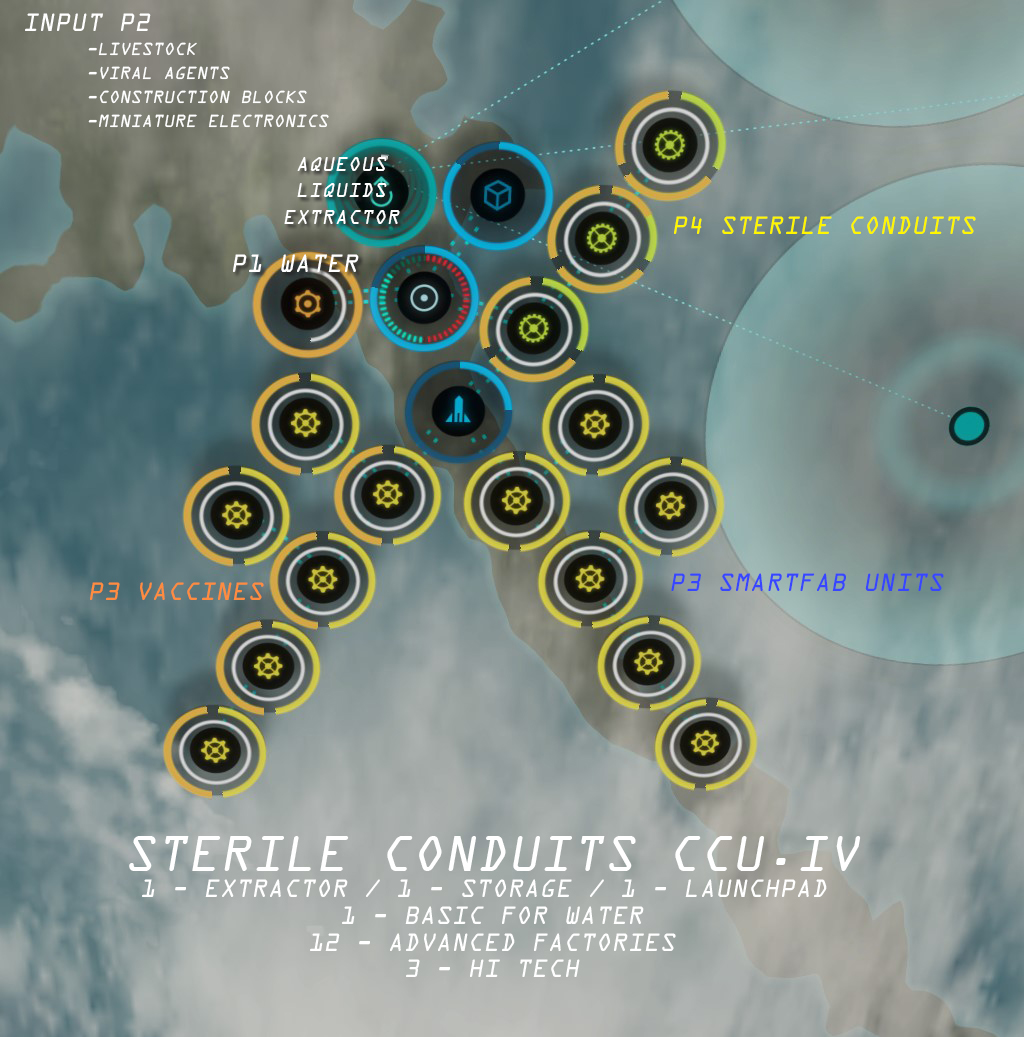 INPUT P2
-LIVESTOCK
-VIRAL AGENTS
-CONSTRUCTION BLOCKS
-MINIATURE ELECTRONICS
AQUEOUS
LIQUIDS
EXTRACTOR
P4 STERILE CONDUITS
P1 WATER
P3 VACCINES
P3 SMARTFAB UNITS
STERILE CONDUITS CCU.IV
1 - EXTRACTOR / 1 - STORAGE / 1 - LAUNCHPAD
1 - BASIC FOR WATER
12 - ADVANCED FACTORIES
3 - HI TECH